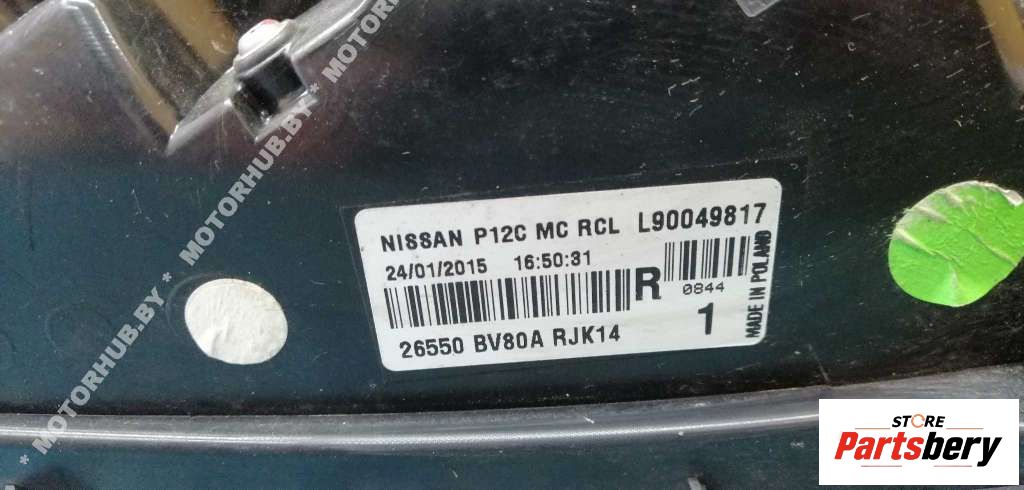 * MOTORHUB.BY * MOTORHUB.BY * MOTORHUB.BY
NISSAN P12C MC RCL L90049817
24/01/2015 16:50:31
R
0844
1
MADE IN POLAND
26550 BV80A RJK14
STORE
Partsbery